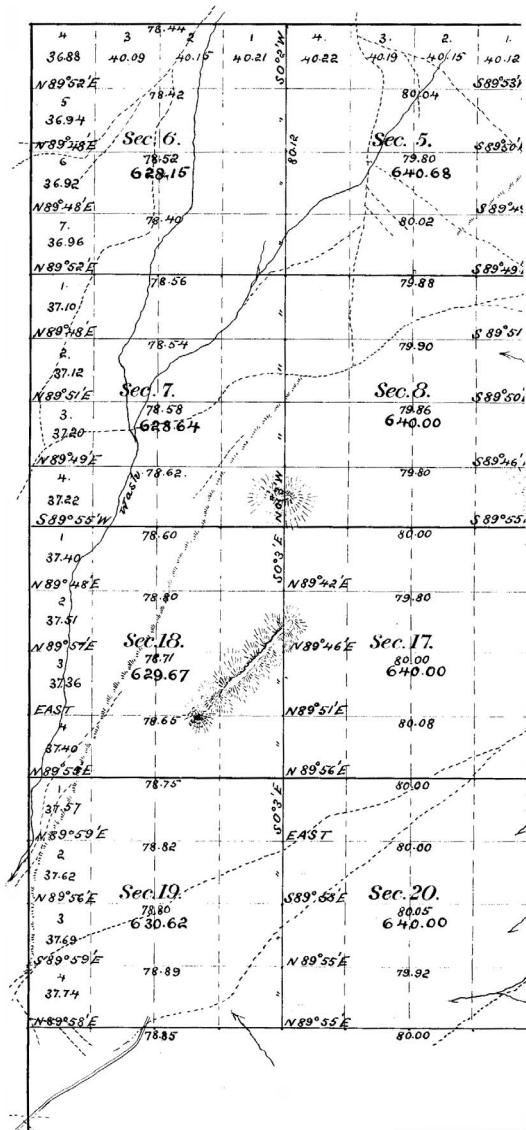 78.44
4 3 2 1 4. 3. 2. 1.
36.88 40.09 40.15 40.21 S0°2'W 40.22 40.19 40.15 40.12
N89°52'E 78.42 80.04
5
36.94
N89°48'E Sec. 6. 80.12 Sec. 5.
6 78.52 79.80
36.92 628.15 640.68
N89°48'E 78.40 80.02
7.
36.96
N89°52'E 78.56 79.88
1.
37.10
N89°48'E 78.54 79.90
2.
37.12
N89°51'E Sec. 7. Sec. 8.
3. 78.58 79.86
37.20 628.64 640.00
N89°49'E 78.62. 79.80
4.
37.22 Wash
S89°55'W 78.60 80.00
1
37.40 S0°3'E
N89°48'E 78.80 N89°42'E 79.80
2
37.51
N89°57'E Sec. 18. N89°46'E Sec. 17.
3 78.71 80.00
37.36 629.67 640.00
EAST 78.65 N89°51'E 80.08
4
37.40
N89°55'E 78.75 N89°56'E 80.00
1
37.57 S0°3'E
N89°59'E 78.82 EAST 80.00
2
37.62
N89°56'E Sec. 19. S89°58'E Sec. 20.
3 78.80 80.05
37.69 630.62 640.00
S89°59'E 78.89 N89°55'E 79.92
4
37.74
N89°58'E 78.85 N89°55'E 80.00